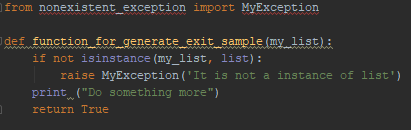 from nonexistent_exception import MyException
def function_for_generate_exit_sample(my_list):
if not isinstance(my_list, list):
raise MyException('It is not a instance of list')
print ("Do something more")
return True